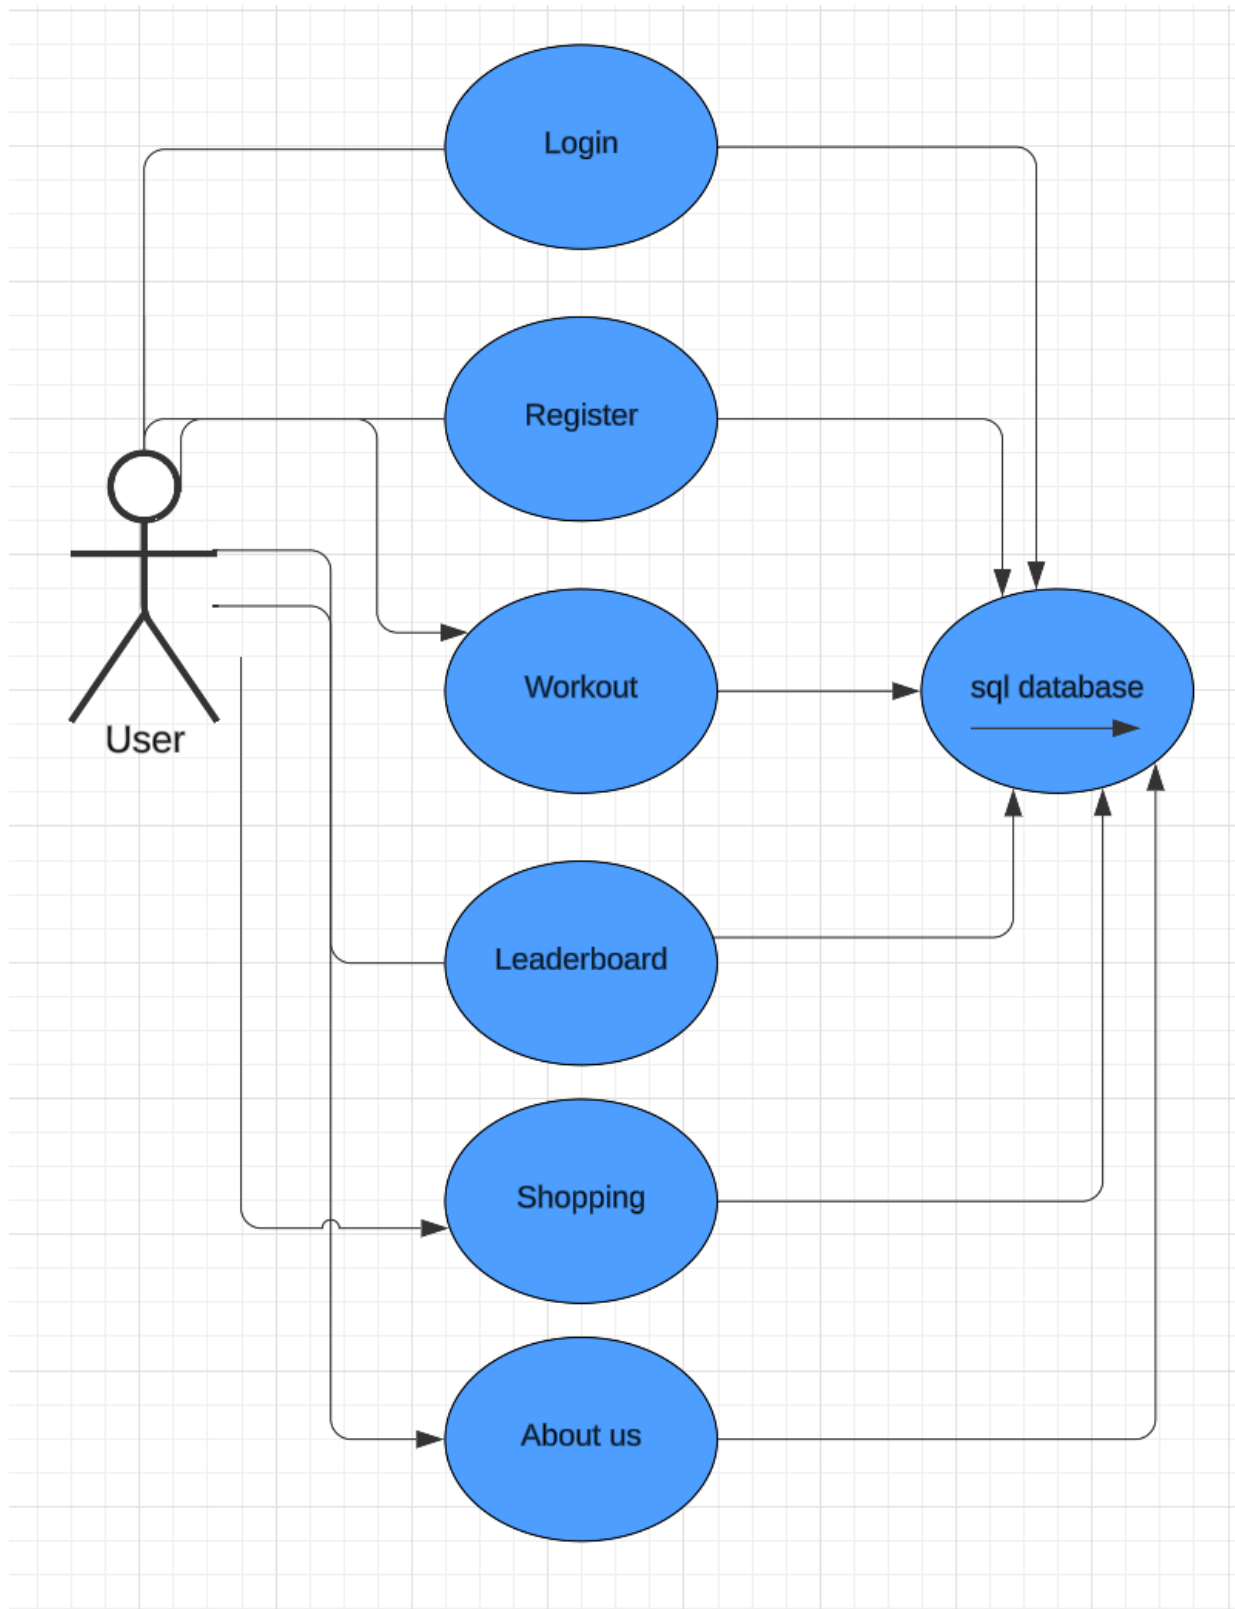 Login
Register
Workout
sql database
User
Leaderboard
Shopping
About us